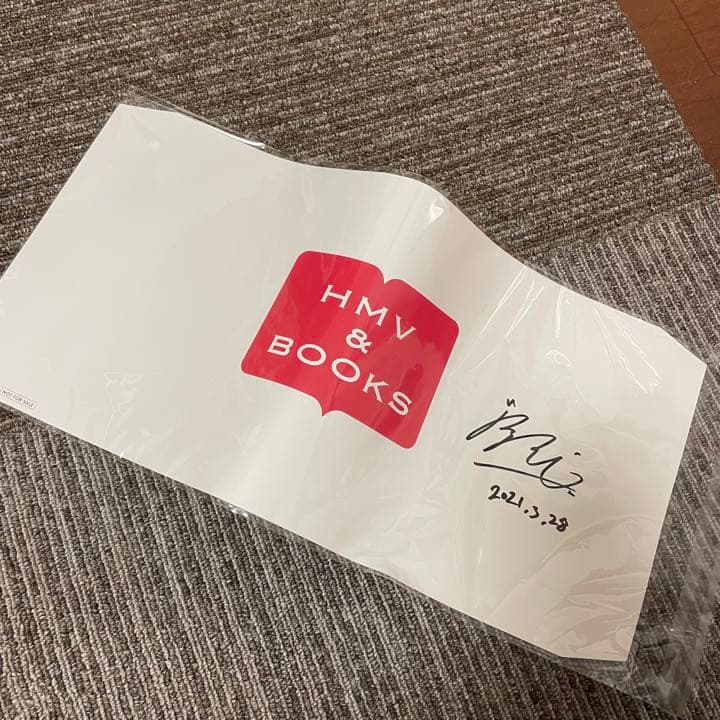 HMV
&
BOOKS
NOT FOR SALE
2021.3.28